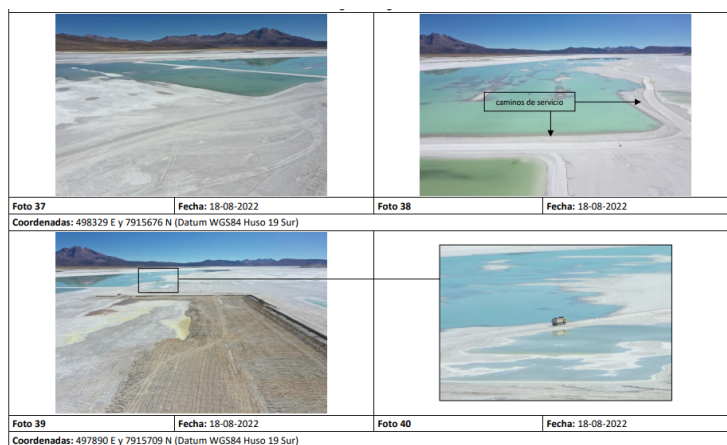 caminos de servicio
Foto 37 Fecha: 18-08-2022 Foto 38 Fecha: 18-08-2022
Coordenadas: 498329 E y 7915676 N (Datum WGS84 Huso 19 Sur)
Foto 39 Fecha: 18-08-2022 Foto 40 Fecha: 18-08-2022
Coordenadas: 497890 E y 7915709 N (Datum WGS84 Huso 19 Sur)